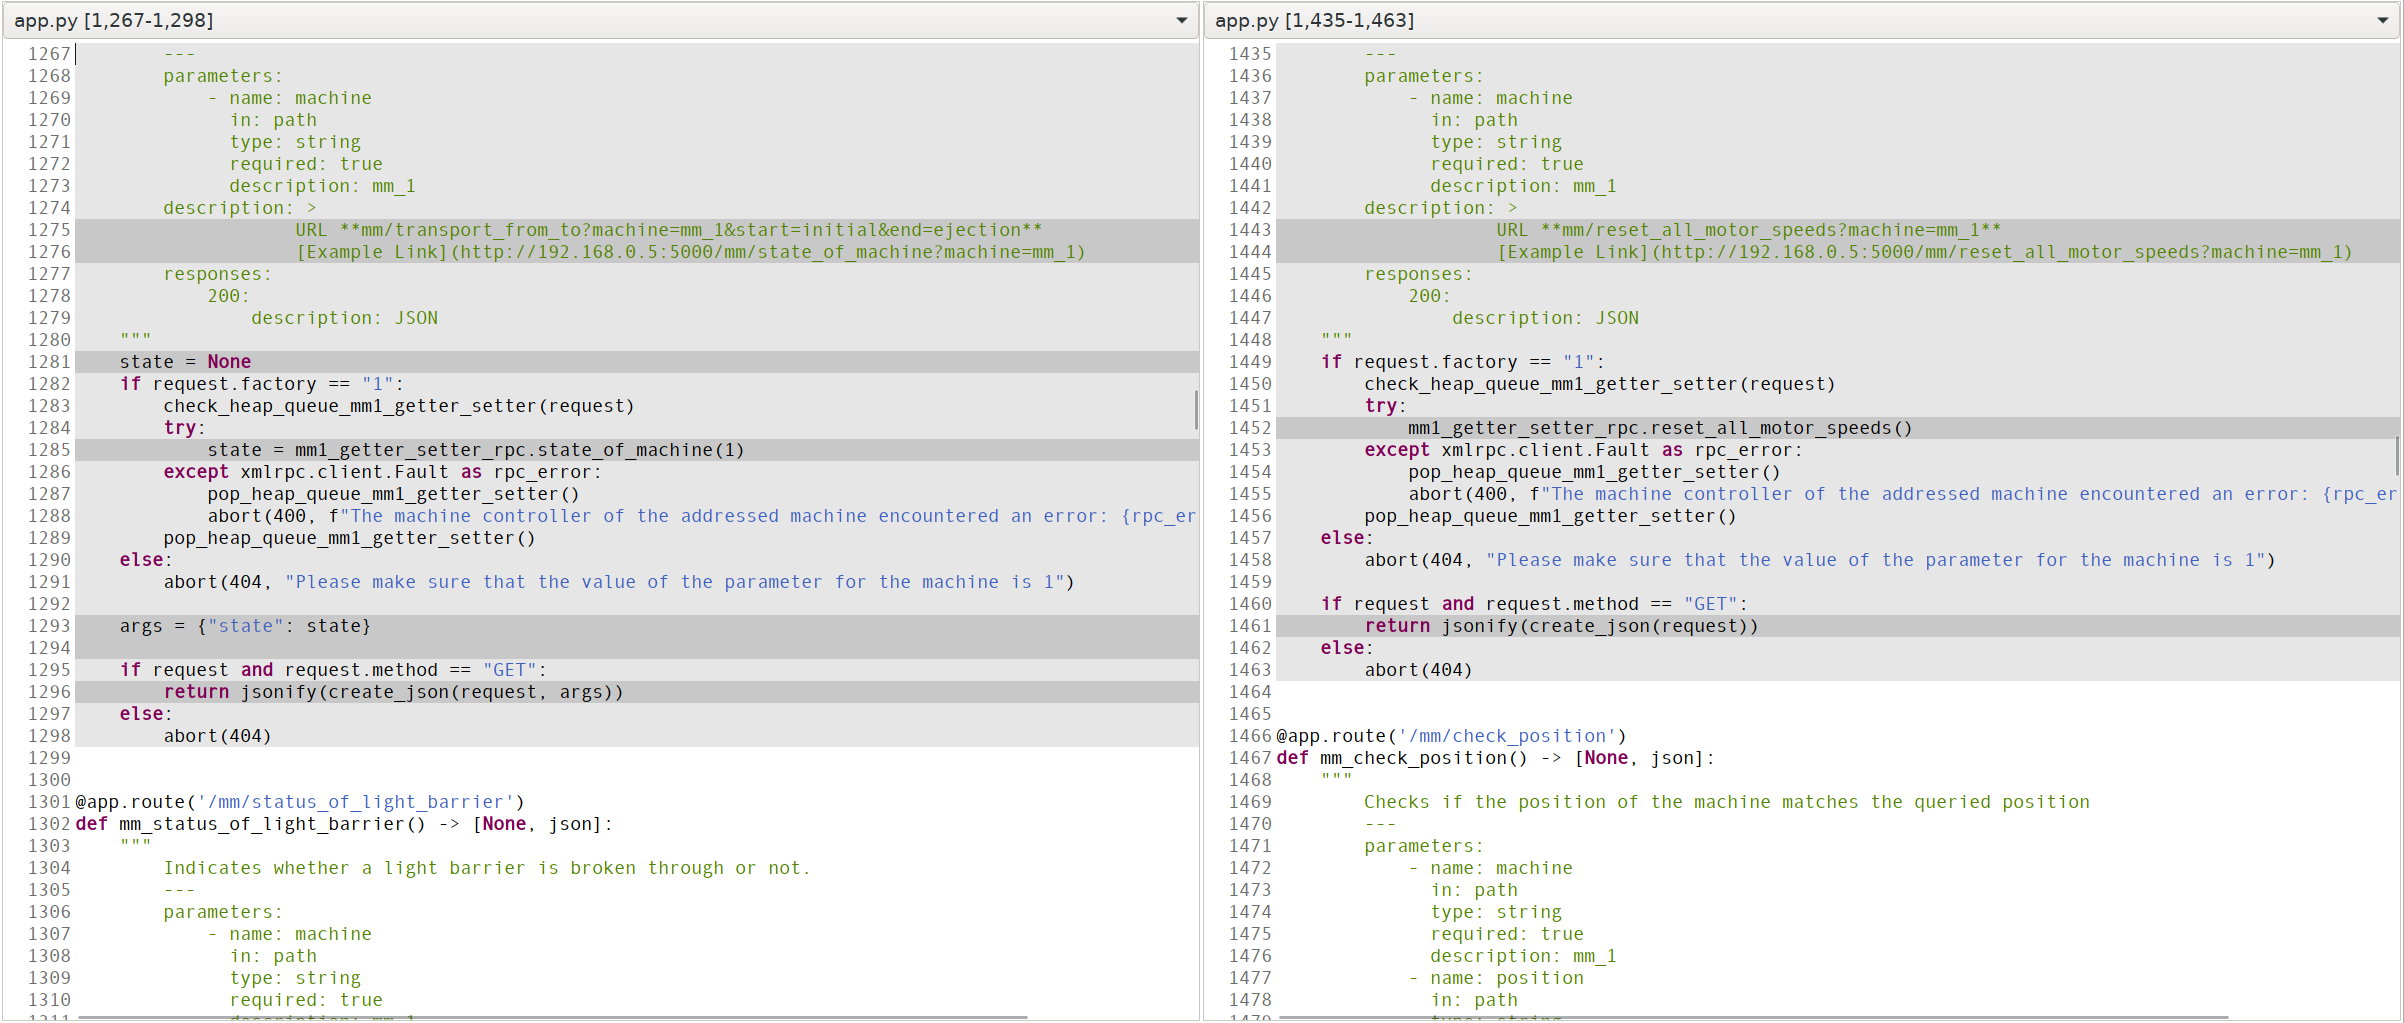 app.py [1,267-1,298]
1267         ---
1268         parameters:
1269             - name: machine
1270               in: path
1271               type: string
1272               required: true
1273               description: mm_1
1274         description: >
1275                     URL **mm/transport_from_to?machine=mm_1&start=initial&end=ejection**
1276                     [Example Link](http://192.168.0.5:5000/mm/state_of_machine?machine=mm_1)
1277         responses:
1278             200:
1279                 description: JSON
1280     """
1281     state = None
1282     if request.factory == "1":
1283         check_heap_queue_mm1_getter_setter(request)
1284         try:
1285             state = mm1_getter_setter_rpc.state_of_machine(1)
1286         except xmlrpc.client.Fault as rpc_error:
1287             pop_heap_queue_mm1_getter_setter()
1288             abort(400, f"The machine controller of the addressed machine encountered an error: {rpc_er
1289         pop_heap_queue_mm1_getter_setter()
1290     else:
1291         abort(404, "Please make sure that the value of the parameter for the machine is 1")
1292
1293     args = {"state": state}
1294
1295     if request and request.method == "GET":
1296         return jsonify(create_json(request, args))
1297     else:
1298         abort(404)
1299
1300
1301 @app.route('/mm/status_of_light_barrier')
1302 def mm_status_of_light_barrier() -> [None, json]:
1303     """
1304         Indicates whether a light barrier is broken through or not.
1305         ---
1306         parameters:
1307             - name: machine
1308               in: path
1309               type: string
1310               required: true
app.py [1,435-1,463]
1435         ---
1436         parameters:
1437             - name: machine
1438               in: path
1439               type: string
1440               required: true
1441               description: mm_1
1442         description: >
1443                     URL **mm/reset_all_motor_speeds?machine=mm_1**
1444                     [Example Link](http://192.168.0.5:5000/mm/reset_all_motor_speeds?machine=mm_1)
1445         responses:
1446             200:
1447                 description: JSON
1448     """
1449     if request.factory == "1":
1450         check_heap_queue_mm1_getter_setter(request)
1451         try:
1452             mm1_getter_setter_rpc.reset_all_motor_speeds()
1453         except xmlrpc.client.Fault as rpc_error:
1454             pop_heap_queue_mm1_getter_setter()
1455             abort(400, f"The machine controller of the addressed machine encountered an error: {rpc_er
1456         pop_heap_queue_mm1_getter_setter()
1457     else:
1458         abort(404, "Please make sure that the value of the parameter for the machine is 1")
1459
1460     if request and request.method == "GET":
1461         return jsonify(create_json(request))
1462     else:
1463         abort(404)
1464
1465
1466 @app.route('/mm/check_position')
1467 def mm_check_position() -> [None, json]:
1468     """
1469         Checks if the position of the machine matches the queried position
1470         ---
1471         parameters:
1472             - name: machine
1473               in: path
1474               type: string
1475               required: true
1476               description: mm_1
1477             - name: position
1478               in: path